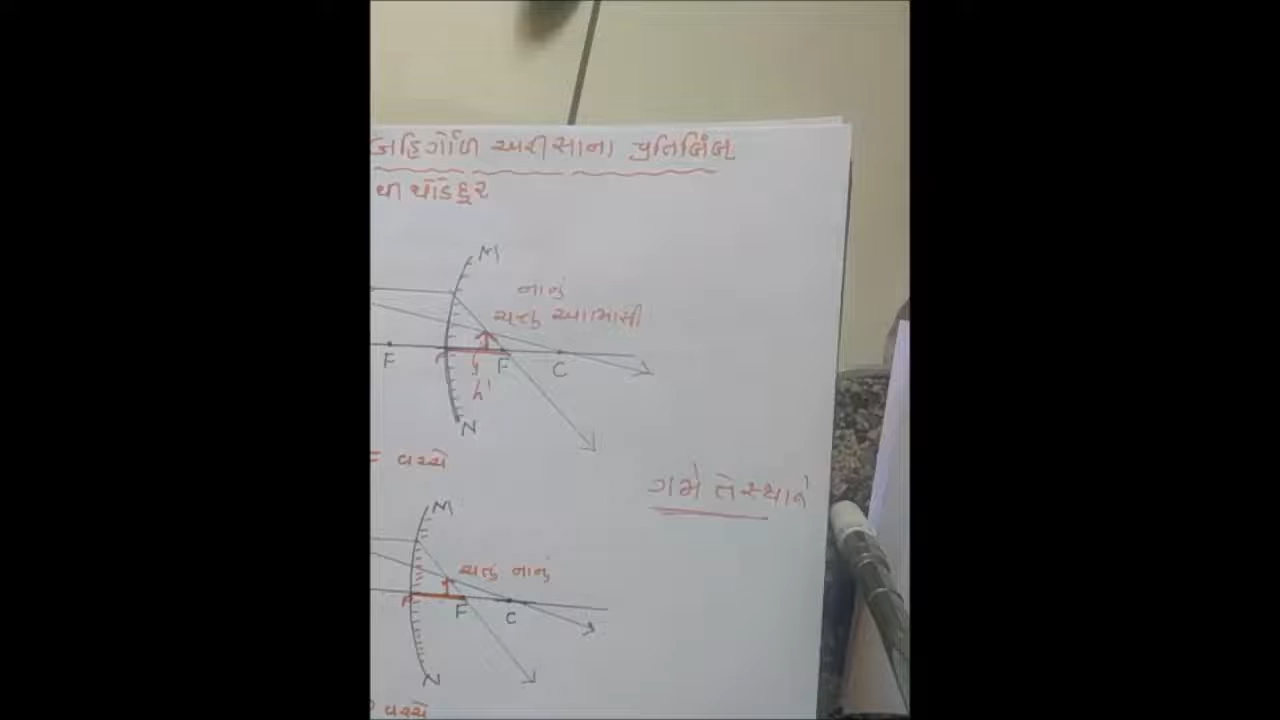 બહિર્ગોળ અરીસાના પ્રતિબિંબ
થી થોડે દૂર
M
નાનું
ચત્તુ આભાસી
F
F
C
h'
N
વચ્ચે
ગમે તે સ્થાને
M
ચત્તુ નાનું
F
C
N
વચ્ચે